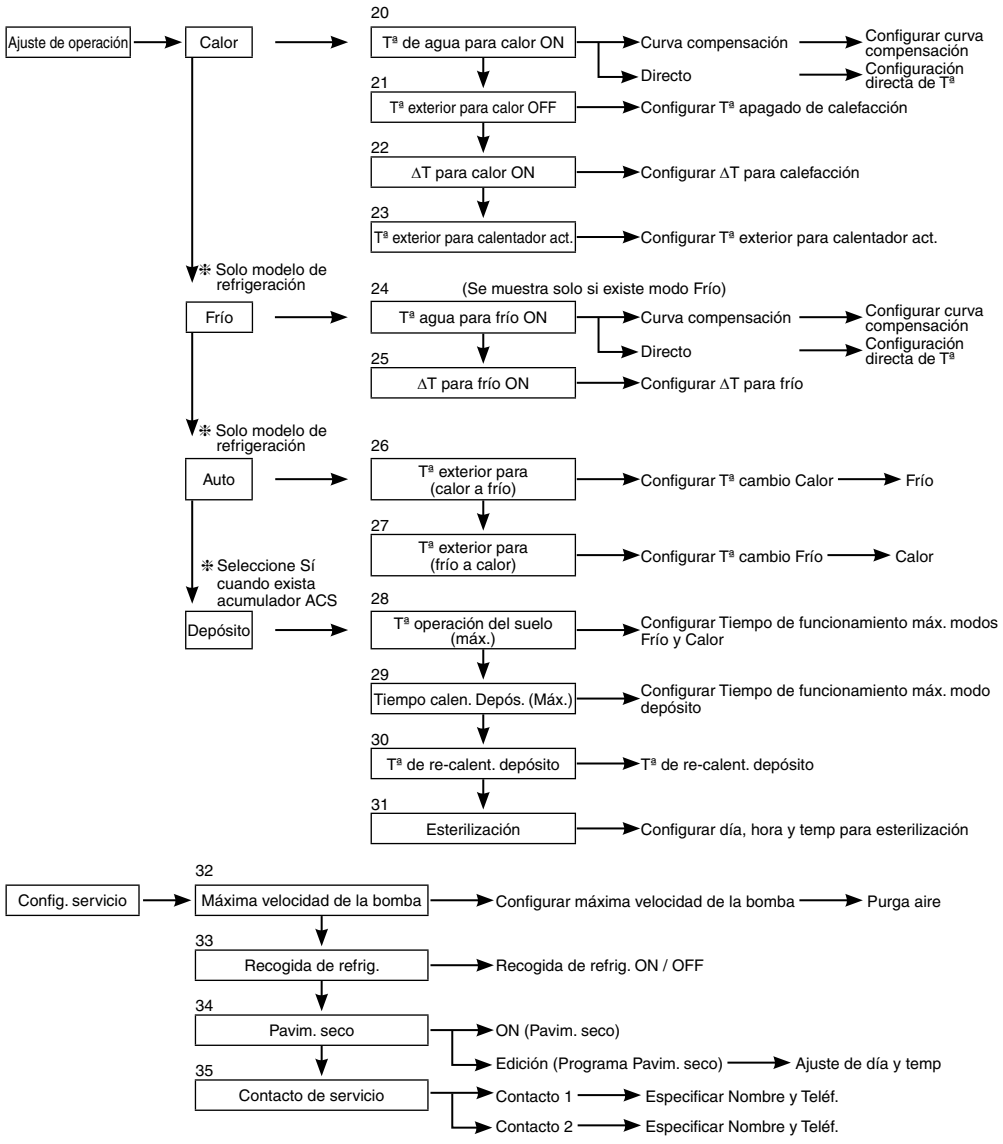 20
Ajuste de operación
Calor
Tª de agua para calor ON
Curva compensación
Configurar curva
compensación
Directo
Configuración
directa de Tª
21
Tª exterior para calor OFF
Configurar Tª apagado de calefacción
22
∆T para calor ON
Configurar ∆T para calefacción
23
Tª exterior para calentador act.
Configurar Tª exterior para calentador act.
❉ Solo modelo de
refrigeración
24
(Se muestra solo si existe modo Frío)
Frío
Tª agua para frío ON
Curva compensación
Configurar curva
compensación
Directo
Configuración
directa de Tª
25
∆T para frío ON
Configurar ∆T para frío
❉ Solo modelo de
refrigeración
26
Auto
Tª exterior para
(calor a frío)
Configurar Tª cambio Calor
Frío
27
Tª exterior para
(frío a calor)
Configurar Tª cambio Frío
Calor
❉ Seleccione Sí
cuando exista
acumulador ACS
28
Depósito
Tª operación del suelo
(máx.)
Configurar Tiempo de funcionamiento máx. modos
Frío y Calor
29
Tiempo calen. Depós. (Máx.)
Configurar Tiempo de funcionamiento máx. modo
depósito
30
Tª de re-calent. depósito
Tª de re-calent. depósito
31
Esterilización
Configurar día, hora y temp para esterilización
32
Config. servicio
Máxima velocidad de la bomba
Configurar máxima velocidad de la bomba
Purga aire
33
Recogida de refrig.
Recogida de refrig. ON / OFF
34
Pavim. seco
ON (Pavim. seco)
Edición (Programa Pavim. seco)
Ajuste de día y temp
35
Contacto de servicio
Contacto 1
Especificar Nombre y Teléf.
Contacto 2
Especificar Nombre y Teléf.